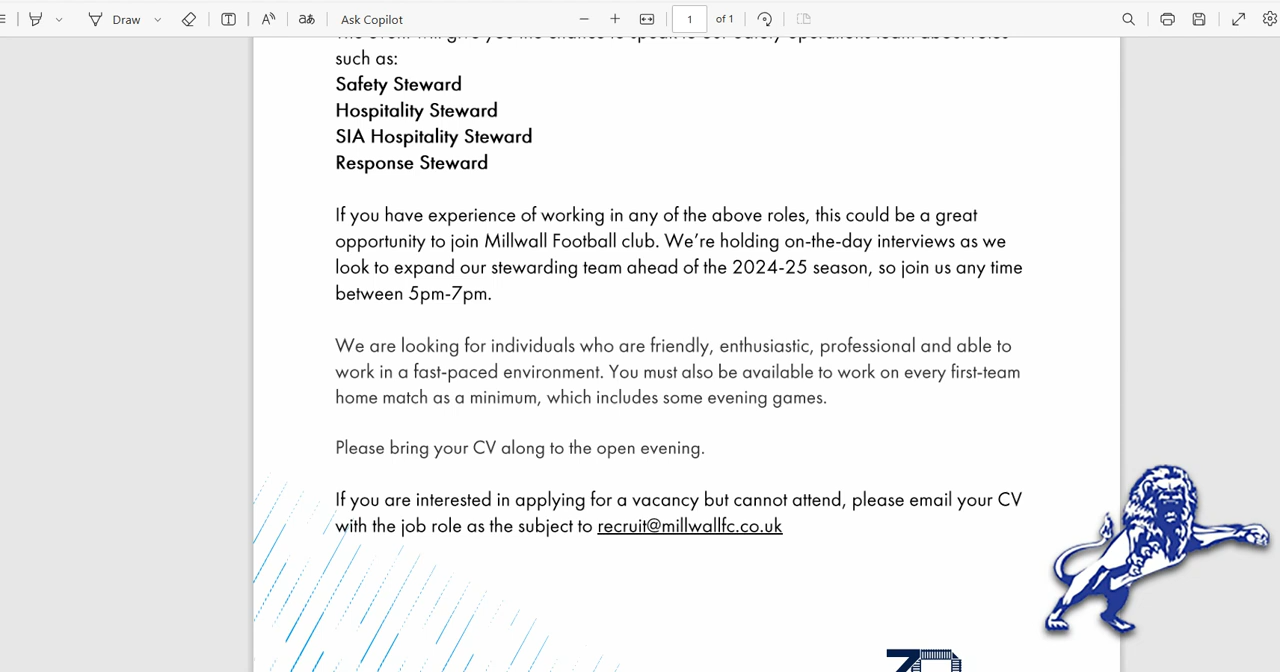 Draw
Ask Copilot
1 of 1
such as:
Safety Steward
Hospitality Steward
SIA Hospitality Steward
Response Steward
If you have experience of working in any of the above roles, this could be a great
opportunity to join Millwall Football club. We’re holding on-the-day interviews as we
look to expand our stewarding team ahead of the 2024-25 season, so join us any time
between 5pm-7pm.
We are looking for individuals who are friendly, enthusiastic, professional and able to
work in a fast-paced environment. You must also be available to work on every first-team
home match as a minimum, which includes some evening games.
Please bring your CV along to the open evening.
If you are interested in applying for a vacancy but cannot attend, please email your CV
with the job role as the subject to recruit@millwallfc.co.uk